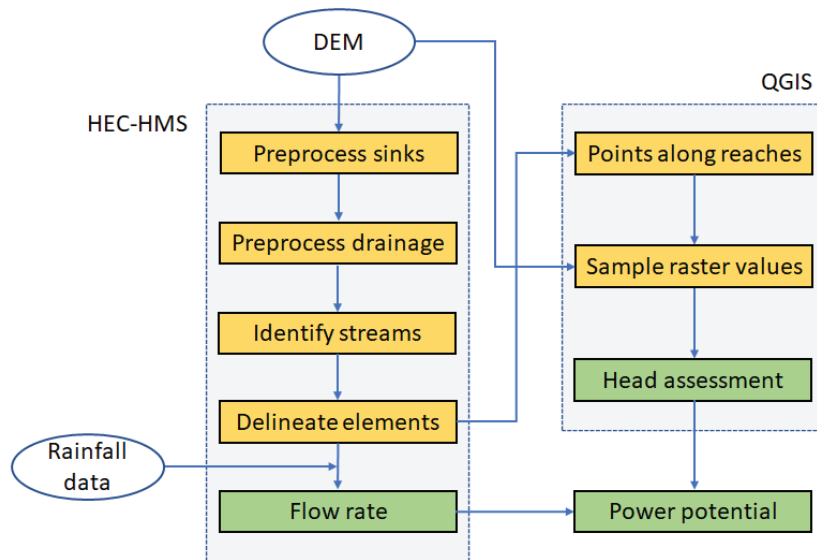 DEM
QGIS
HEC-HMS
Preprocess sinks
Points along reaches
Preprocess drainage
Sample raster values
Identify streams
Head assessment
Delineate elements
Rainfall
data
Flow rate
Power potential